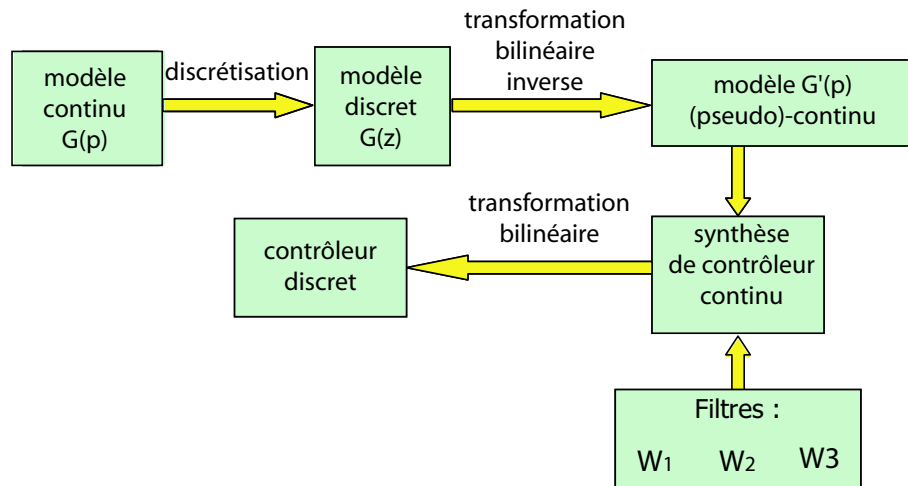 modèle
continu
G(p)
discrétisation
modèle
discret
G(z)
transformation
bilinéaire
inverse
modèle G'(p)
(pseudo)-continu
synthèse
de contrôleur
continu
transformation
bilinéaire
contrôleur
discret
Filtres :
W1 W2 W3